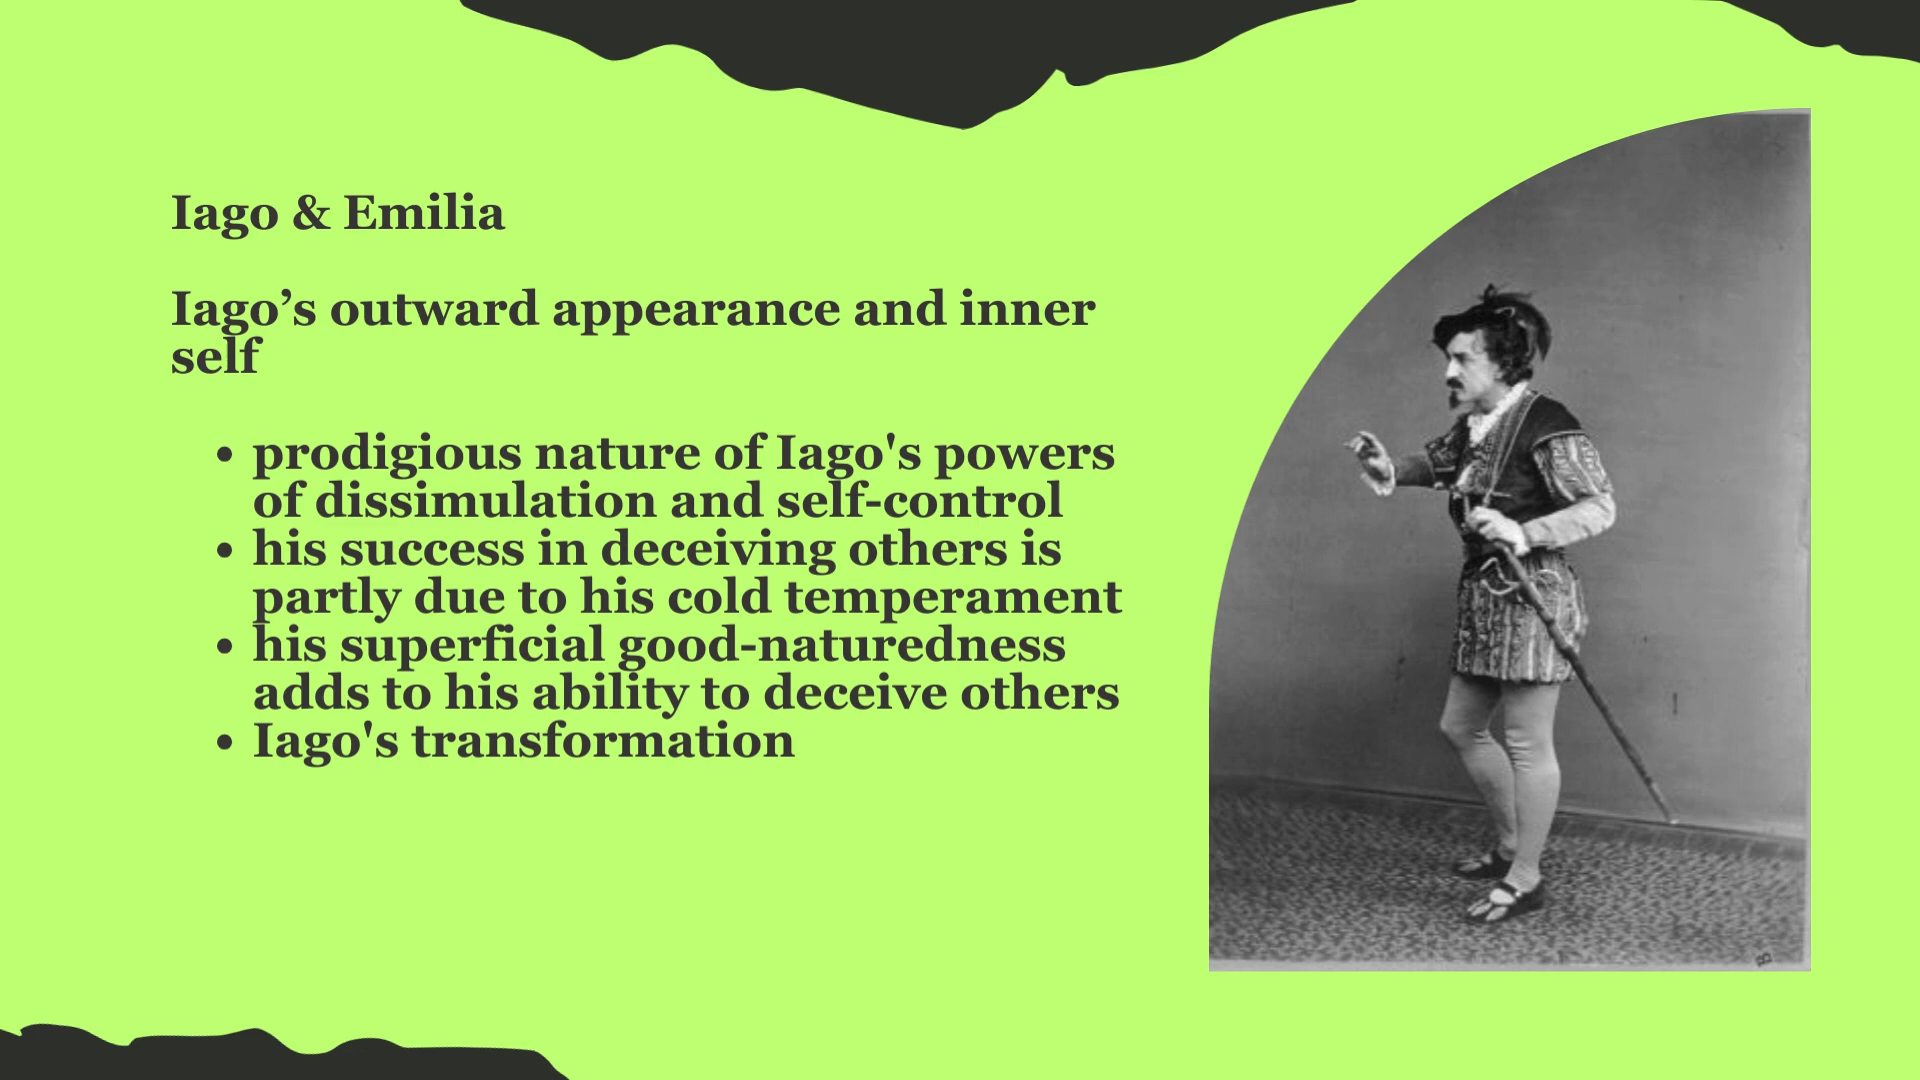 Iago & Emilia
Iago’s outward appearance and inner
self
• prodigious nature of Iago's powers
of dissimulation and self-control
• his success in deceiving others is
partly due to his cold temperament
• his superficial good-naturedness
adds to his ability to deceive others
• Iago's transformation
B